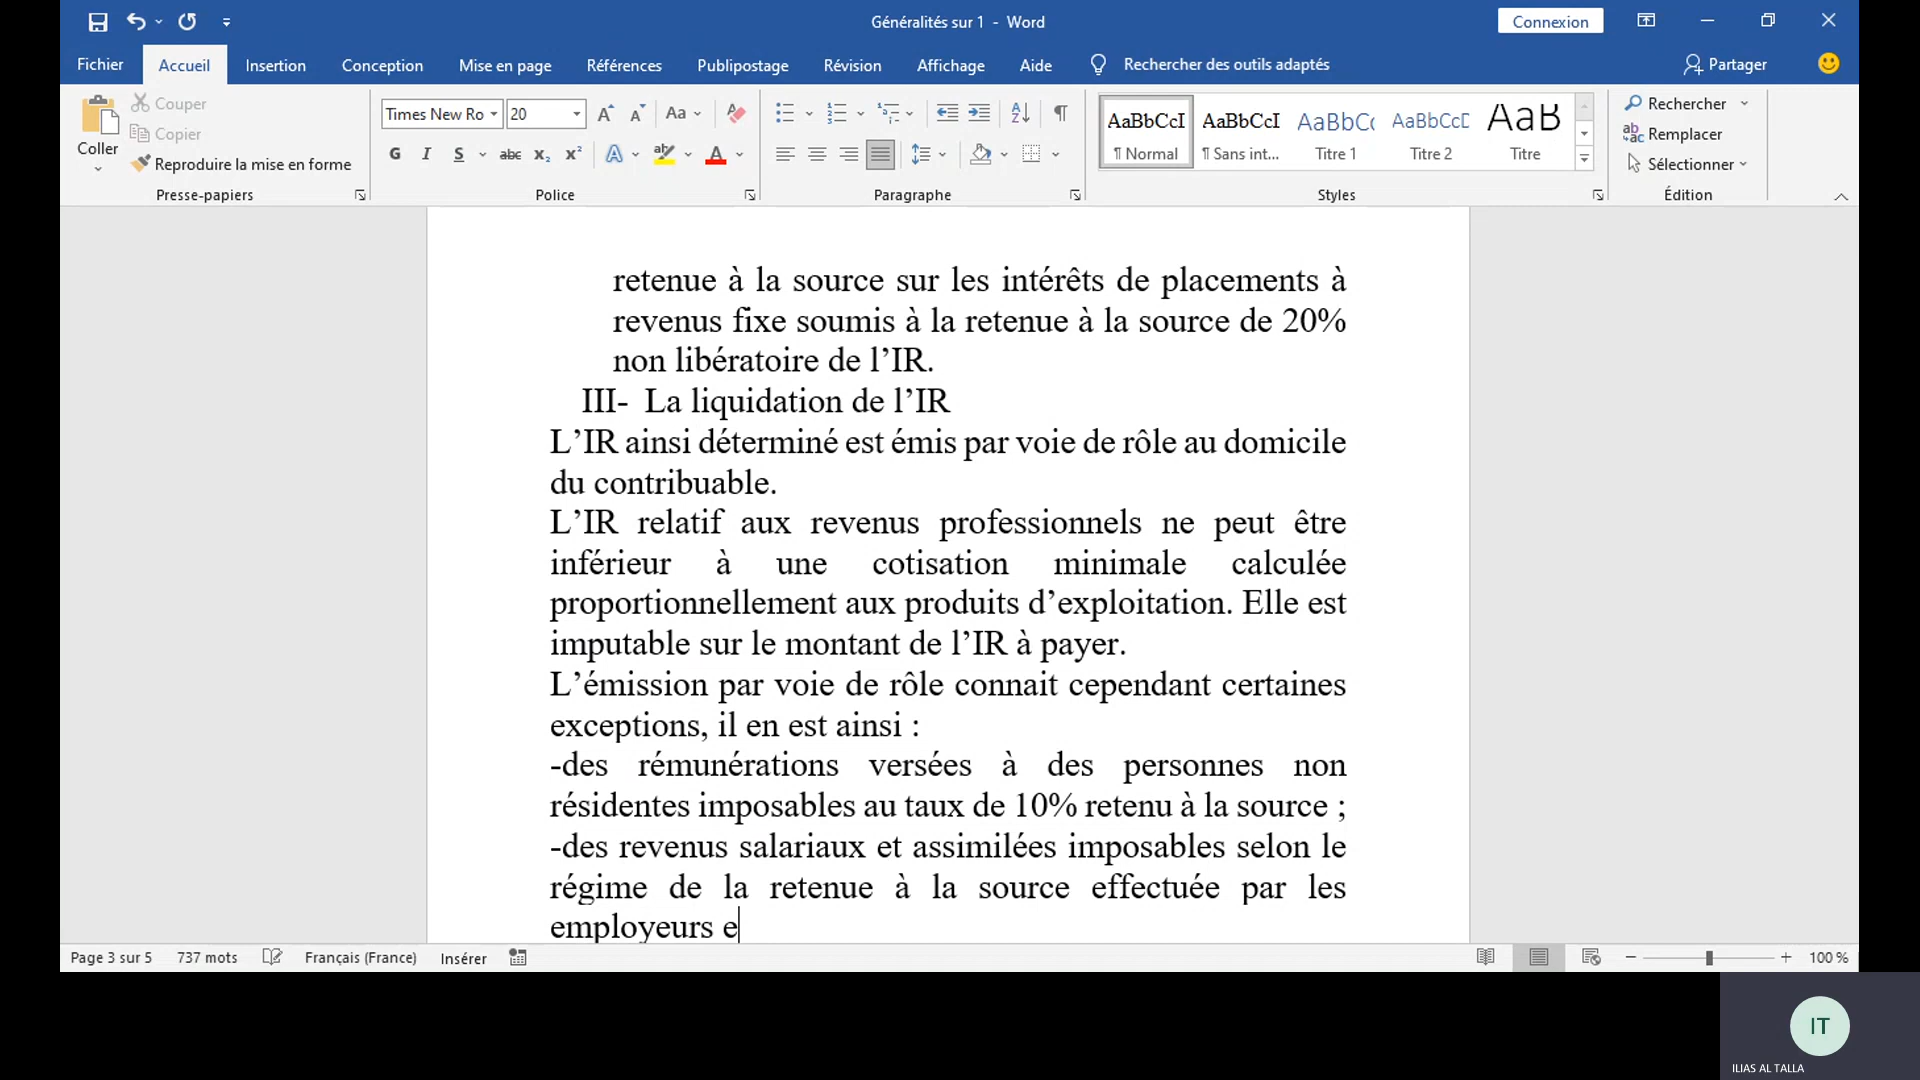 Généralités sur 1 - Word
Connexion
Fichier
Accueil
Insertion
Conception
Mise en page
Références
Publipostage
Révision
Affichage
Aide
Rechercher des outils adaptés
Partager
Coller
Couper
Copier
Reproduire la mise en forme
Presse-papiers
Times New Ro
20
Aa
G I S abc x₂ x²
A
A
Police
Paragraphe
AaBbCcI
¶ Normal
AaBbCcI
¶ Sans int...
AaBbCc
Titre 1
AaBbCcD
Titre 2
AaB
Titre
Styles
Rechercher
Remplacer
Sélectionner
Édition
retenue à la source sur les intérêts de placements à
revenus fixe soumis à la retenue à la source de 20%
non libératoire de l’IR.
III- La liquidation de l’IR
L’IR ainsi déterminé est émis par voie de rôle au domicile
du contribuable.
L’IR relatif aux revenus professionnels ne peut être
inférieur à une cotisation minimale calculée
proportionnellement aux produits d’exploitation. Elle est
imputable sur le montant de l’IR à payer.
L’émission par voie de rôle connait cependant certaines
exceptions, il en est ainsi :
-des rémunérations versées à des personnes non
résidentes imposables au taux de 10% retenu à la source ;
-des revenus salariaux et assimilées imposables selon le
régime de la retenue à la source effectuée par les
employeurs e
Page 3 sur 5
737 mots
Français (France)
Insérer
100 %
IT
ILIAS AL TALLA